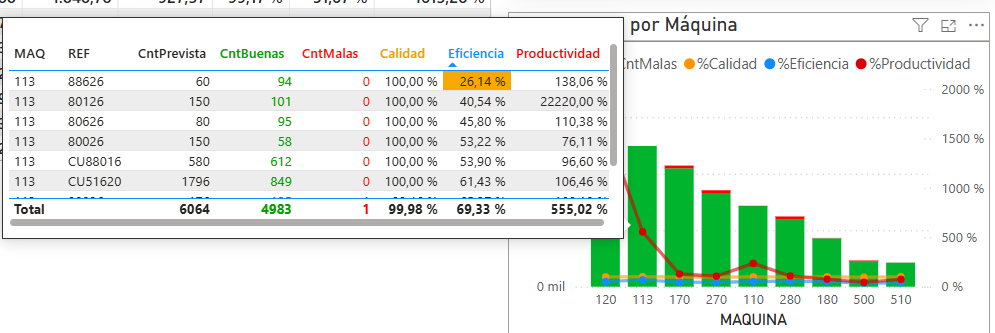 por Máquina
MAQ REF CntPrevista CntBuenas CntMalas Calidad Eficiencia Productividad
113 88626 60 94 0 100,00 % 26,14 % 138,06 %
113 80126 150 101 0 100,00 % 40,54 % 22220,00 %
113 80626 80 95 0 100,00 % 45,80 % 110,38 %
113 80026 150 58 0 100,00 % 53,22 % 76,11 %
113 CU88016 580 612 0 100,00 % 53,90 % 96,60 %
113 CU51620 1796 849 0 100,00 % 61,43 % 106,46 %
Total 6064 4983 1 99,98 % 69,33 % 555,02 %
CntMalas %Calidad %Eficiencia %Productividad
2000 %
1500 %
1000 %
500 %
0 mil 0 %
120 113 170 270 110 280 180 500 510
MAQUINA